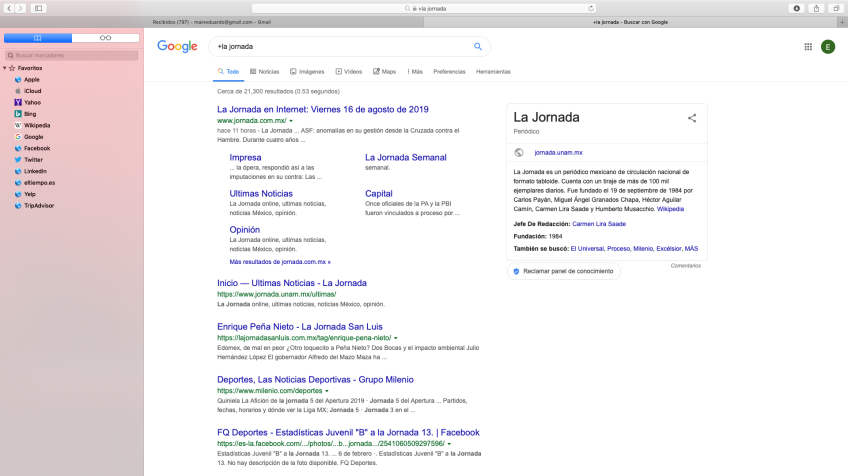 +la jornada
Recibidos (797) - maineduardo@gmail.com - Gmail
+la jornada - Buscar con Google
Buscar marcadores
Favoritos
Apple
iCloud
Yahoo
Bing
Wikipedia
Google
Facebook
Twitter
LinkedIn
eltiempo.es
Yelp
TripAdvisor
Google
+la jornada
E
Todo Noticias Imágenes Vídeos Maps Más Preferencias Herramientas
Cerca de 21,300 resultados (0.53 segundos)
La Jornada en Internet: Viernes 16 de agosto de 2019
www.jornada.com.mx/
hace 11 horas - La Jornada ... ASF: anomalías en su gestión desde la Cruzada contra el
Hambre. Durante cuatro años ...
Impresa
... la ópera, respondió así a las
imputaciones en su contra: Las ...
La Jornada Semanal
semanal.
Ultimas Noticias
La Jornada online, ultimas noticias,
noticias México, opinión.
Capital
Once oficiales de la PA y la PBI
fueron vinculados a proceso por ...
Opinión
La Jornada online, ultimas noticias,
noticias México, opinión.
Más resultados de jornada.com.mx »
Inicio — Ultimas Noticias - La Jornada
https://www.jornada.unam.mx/ultimas/
La Jornada online, ultimas noticias, noticias México, opinión.
Enrique Peña Nieto - La Jornada San Luis
https://lajornadasanluis.com.mx/tag/enrique-pena-nieto/
Edomex, de mal en peor ¿Otro toquecito a Peña Nieto? Dos Bocas y el impacto ambiental Julio
Hernández López El gobernador Alfredo del Mazo Maza ha ...
Deportes, Las Noticias Deportivas - Grupo Milenio
https://www.milenio.com/deportes
Quiniela La Afición de la jornada 5 del Apertura 2019 · Jornada 5 del Apertura ... Partidos,
fechas, horarios y dónde ver la Liga MX; Jornada 5 · Jornada 3 en el ...
FQ Deportes - Estadísticas Juvenil "B" a la Jornada 13. | Facebook
https://es-la.facebook.com/.../photos/...b...jornada.../2541060509297596/
Estadísticas Juvenil "B" a la Jornada 13. ... 6 de febrero ·. Estadísticas Juvenil "B" a la Jornada
13. No hay descripción de la foto disponible. FQ Deportes.
La Jornada
Periódico
jornada.unam.mx
La Jornada es un periódico mexicano de circulación nacional de
formato tabloide. Cuenta con un tiraje de más de 100 mil
ejemplares diarios. Fue fundado el 19 de septiembre de 1984 por
Carlos Payán, Miguel Ángel Granados Chapa, Héctor Aguilar
Camín, Carmen Lira Saade y Humberto Musacchio. Wikipedia
Jefe De Redacción: Carmen Lira Saade
Fundación: 1984
También se buscó: El Universal, Proceso, Milenio, Excélsior, MÁS
Comentarios
Reclamar panel de conocimiento